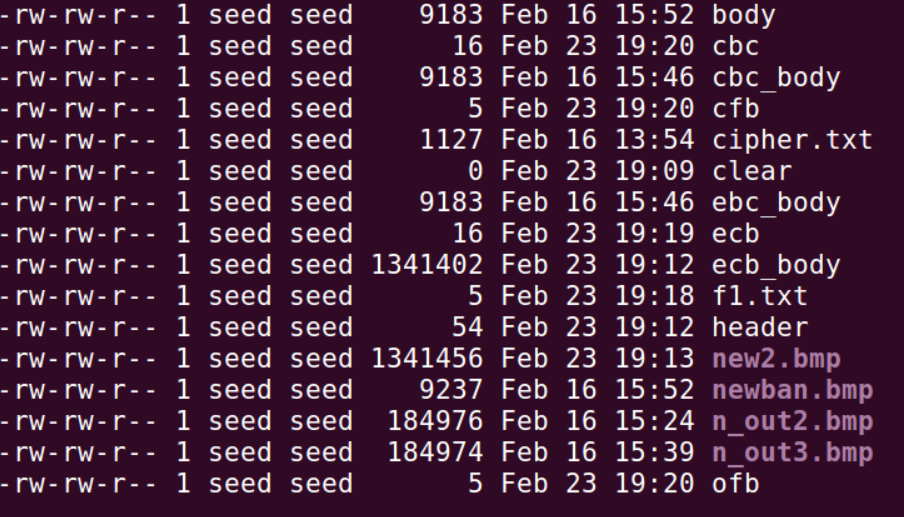 -rw-rw-r-- 1 seed seed    9183 Feb 16 15:52 body
-rw-rw-r-- 1 seed seed      16 Feb 23 19:20 cbc
-rw-rw-r-- 1 seed seed    9183 Feb 16 15:46 cbc_body
-rw-rw-r-- 1 seed seed       5 Feb 23 19:20 cfb
-rw-rw-r-- 1 seed seed    1127 Feb 16 13:54 cipher.txt
-rw-rw-r-- 1 seed seed       0 Feb 23 19:09 clear
-rw-rw-r-- 1 seed seed    9183 Feb 16 15:46 ebc_body
-rw-rw-r-- 1 seed seed      16 Feb 23 19:19 ecb
-rw-rw-r-- 1 seed seed 1341402 Feb 23 19:12 ecb_body
-rw-rw-r-- 1 seed seed       5 Feb 23 19:18 f1.txt
-rw-rw-r-- 1 seed seed      54 Feb 23 19:12 header
-rw-rw-r-- 1 seed seed 1341456 Feb 23 19:13 new2.bmp
-rw-rw-r-- 1 seed seed    9237 Feb 16 15:52 newban.bmp
-rw-rw-r-- 1 seed seed  184976 Feb 16 15:24 n_out2.bmp
-rw-rw-r-- 1 seed seed  184974 Feb 16 15:39 n_out3.bmp
-rw-rw-r-- 1 seed seed       5 Feb 23 19:20 ofb